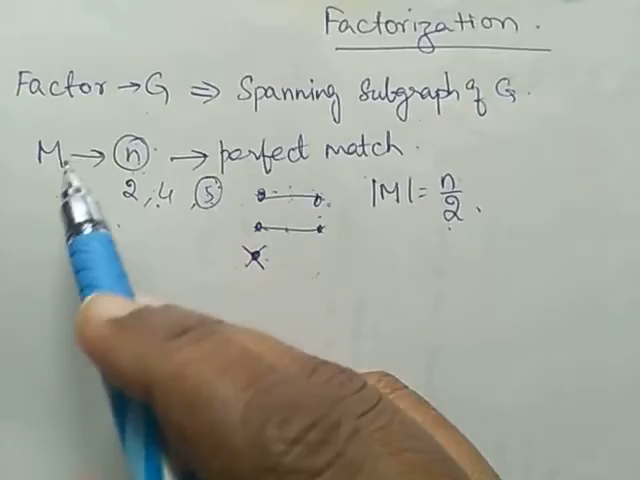 Factorization.
Factor → G ⇒ Spanning Subgraph of G.
M → n → perfect match.
2, 4, 5 |M| = n/2.